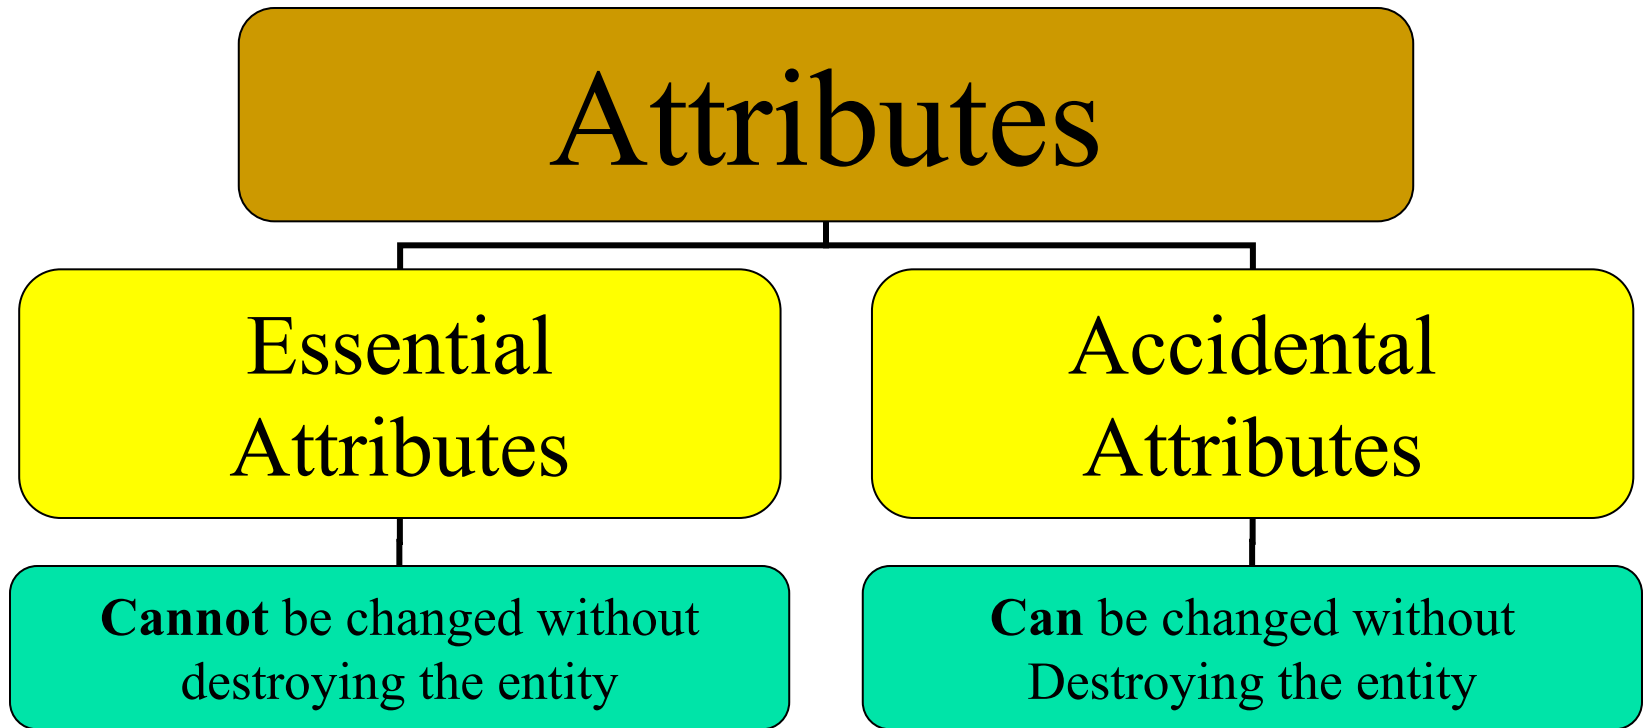 Attributes
Essential
Attributes
Accidental
Attributes
Cannot be changed without
destroying the entity
Can be changed without
Destroying the entity